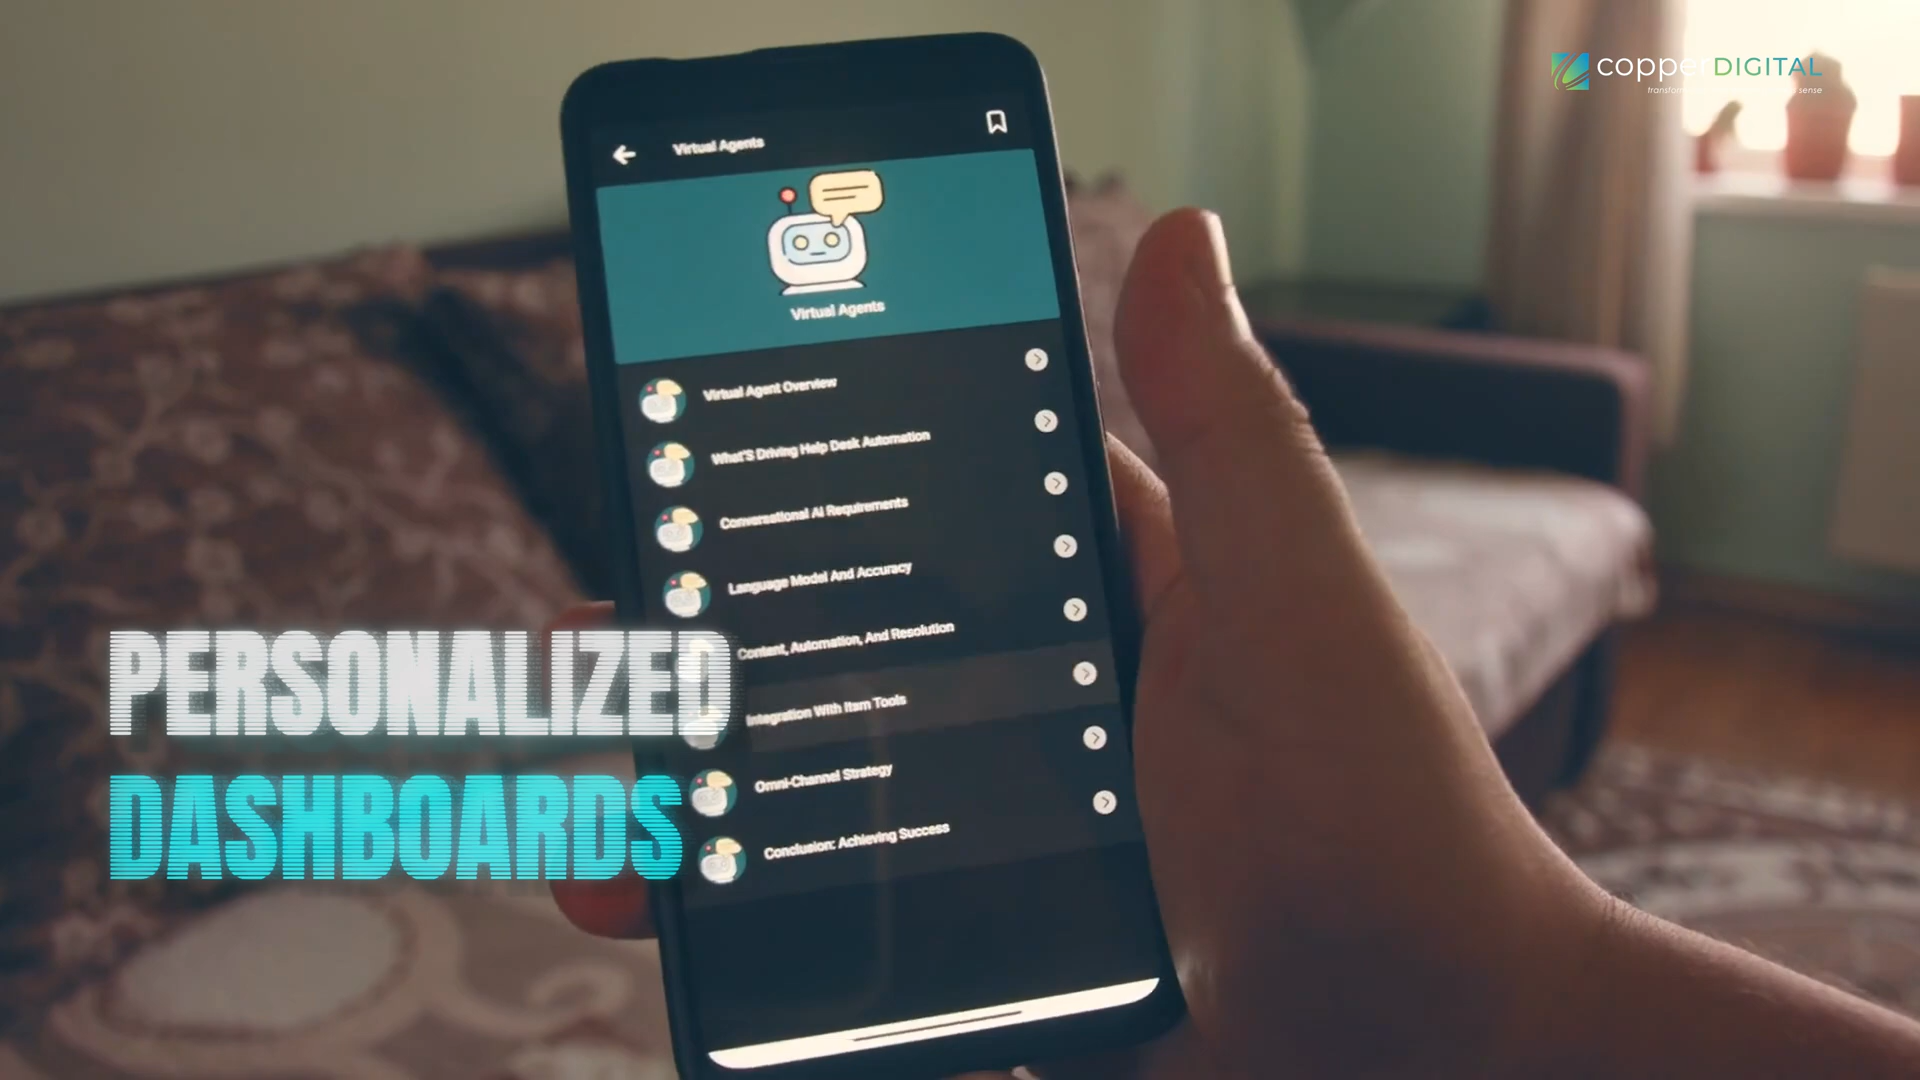 copperDIGITAL
sense
Virtual Agents
Virtual Agents
Virtual Agent Overview
What'S Driving Help Desk Automation
Conversational Ai Requirements
Language Model And Accuracy
Content, Automation, And Resolution
Integration With Itsm Tools
Omni-Channel Strategy
Conclusion: Achieving Success
PERSONALIZED
DASHBOARDS